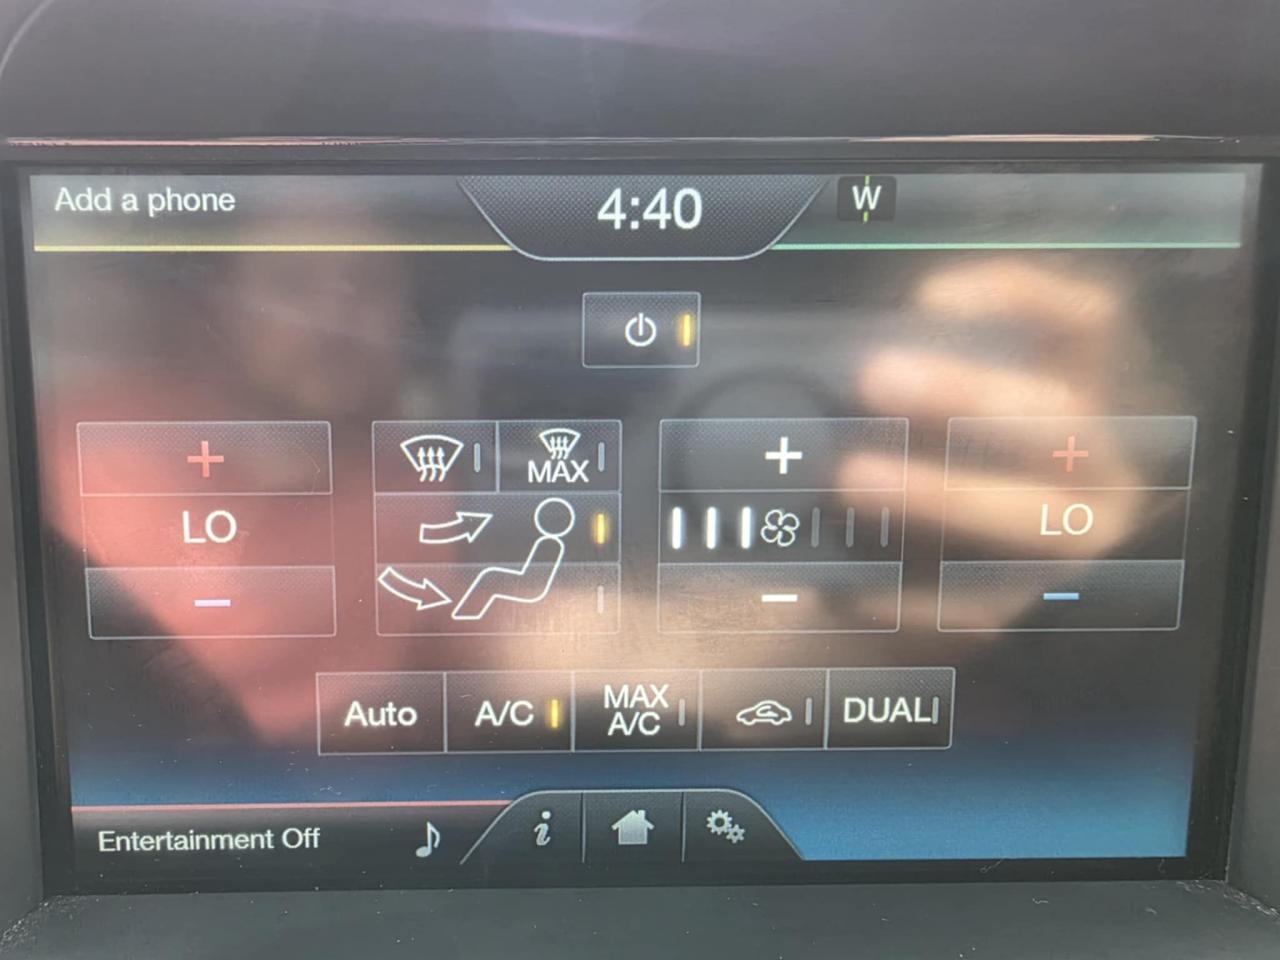 Add a phone
4:40
W
MAX
LO
LO
Auto
A/C
MAX
A/C
DUAL
Entertainment Off
i